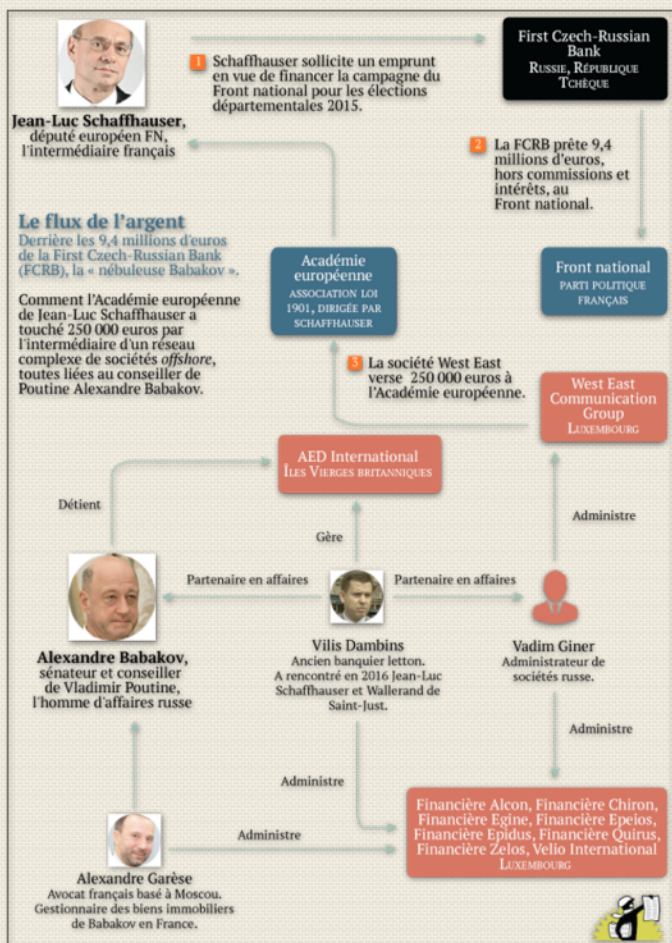 First Czech-Russian
Bank
Russie, République
Tchèque
1 Schaffhauser sollicite un emprunt
en vue de financer la campagne du
Front national pour les élections
départementales 2015.
Jean-Luc Schaffhauser,
député européen FN,
l'intermédiaire français
2 La FCRB prête 9,4
millions d'euros,
hors commissions et
intérêts, au
Front national.
Le flux de l'argent
Derrière les 9,4 millions d'euros
de la First Czech-Russian Bank
(FCRB), la « nébuleuse Babakov ».
Comment l'Académie européenne
de Jean-Luc Schaffhauser a
touché 250 000 euros par
l'intermédiaire d'un réseau
complexe de sociétés offshore,
toutes liées au conseiller de
Poutine Alexandre Babakov.
Académie
européenne
association loi
1901, dirigée par
Schaffhauser
Front national
parti politique
français
3 La société West East
verse 250 000 euros à
l'Académie européenne.
West East
Communication
Group
Luxembourg
AED International
Îles Vierges britanniques
Détient
Gère
Administre
Partenaire en affaires
Partenaire en affaires
Alexandre Babakov,
sénateur et conseiller
de Vladimir Poutine,
l'homme d'affaires russe
Vilis Dambins
Ancien banquier letton.
A rencontré en 2016 Jean-Luc
Schaffhauser et Wallerand de
Saint-Just.
Vadim Giner
Administrateur de
sociétés russe.
Administre
Administre
Administre
Financière Alcon, Financière Chiron,
Financière Egine, Financière Epeios,
Financière Epidus, Financière Quirus,
Financière Zelos, Velio International
Luxembourg
Alexandre Garèse
Avocat français basé à Moscou.
Gestionnaire des biens immobiliers
de Babakov en France.